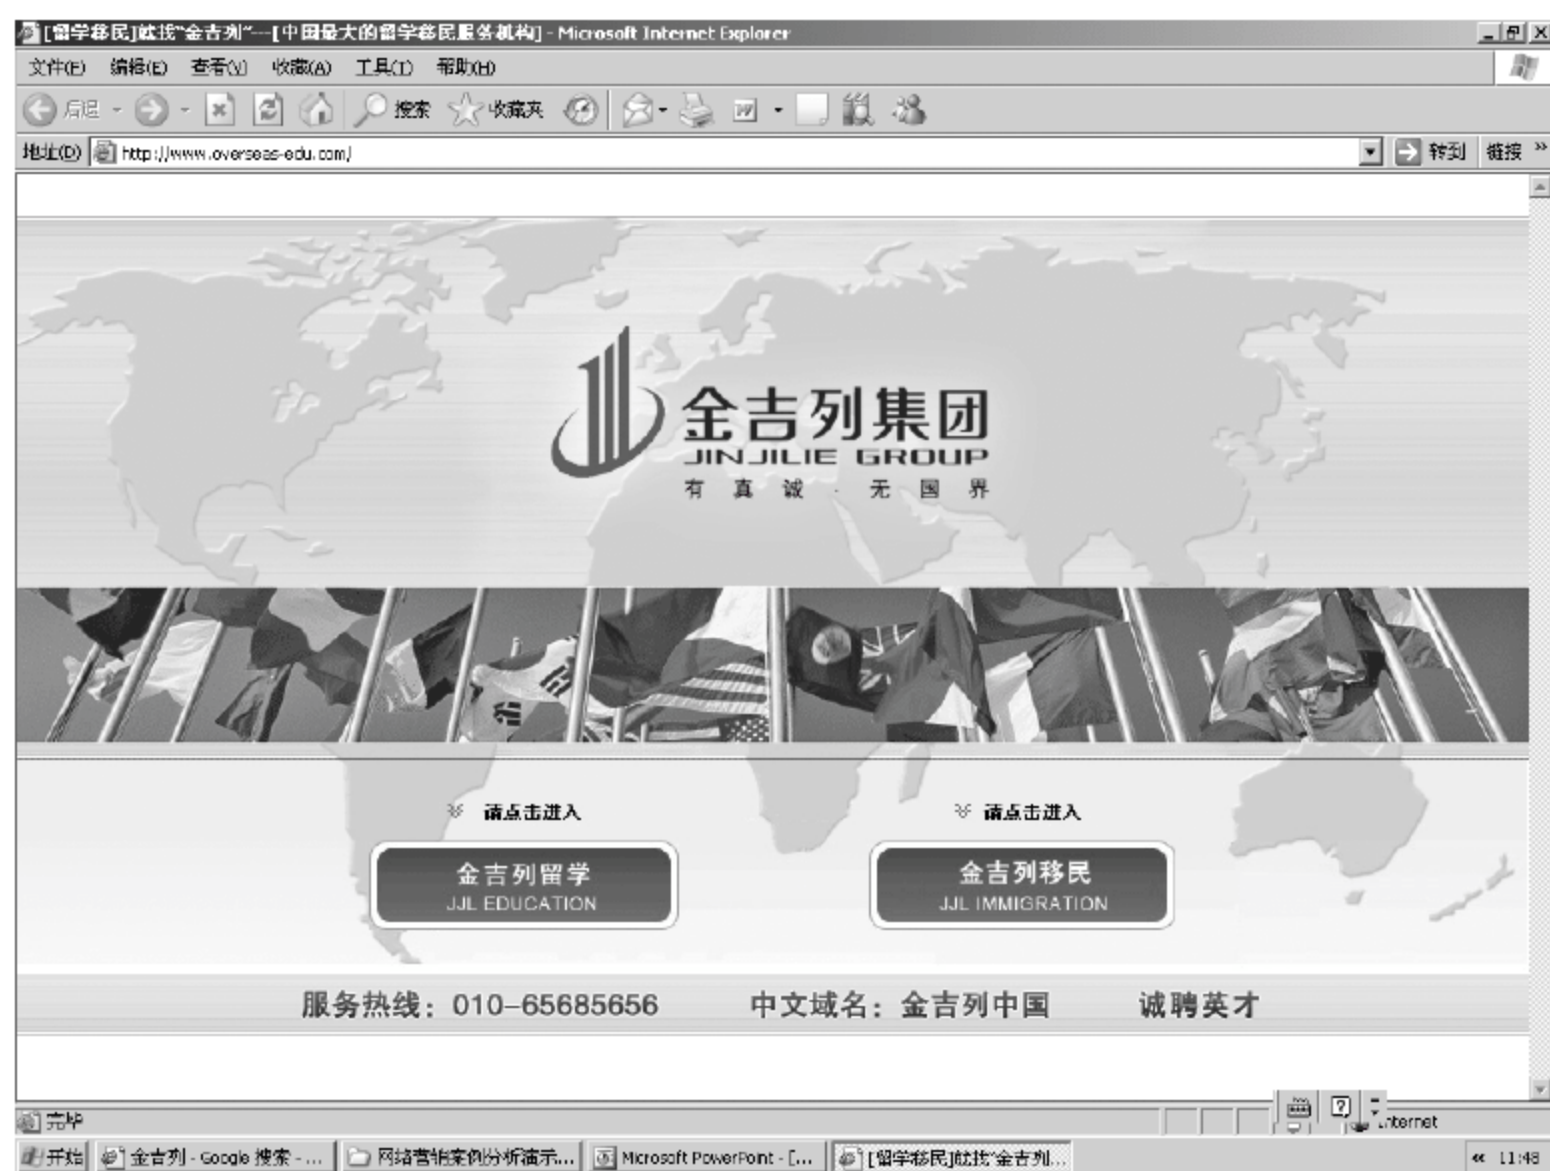 [留学移民]就找"金吉列"---[中国最大的留学移民服务机构] - Microsoft Internet Explorer
文件(F) 编辑(E) 查看(V) 收藏(A) 工具(T) 帮助(H)
后退 搜索 收藏夹
地址(D) http://www.overseas-edu.com/ 转到 链接 »
金吉列集团
JINJILIE GROUP
有真诚·无国界
请点击进入 请点击进入
金吉列留学 金吉列移民
JJL EDUCATION JJL IMMIGRATION
服务热线：010-65685656 中文域名：金吉列中国 诚聘英才
完毕 Internet
开始 金吉列 - Google 搜索 - ... 网络营销案例分析演示... Microsoft PowerPoint - [... [留学移民]就找"金吉列... « 11:48